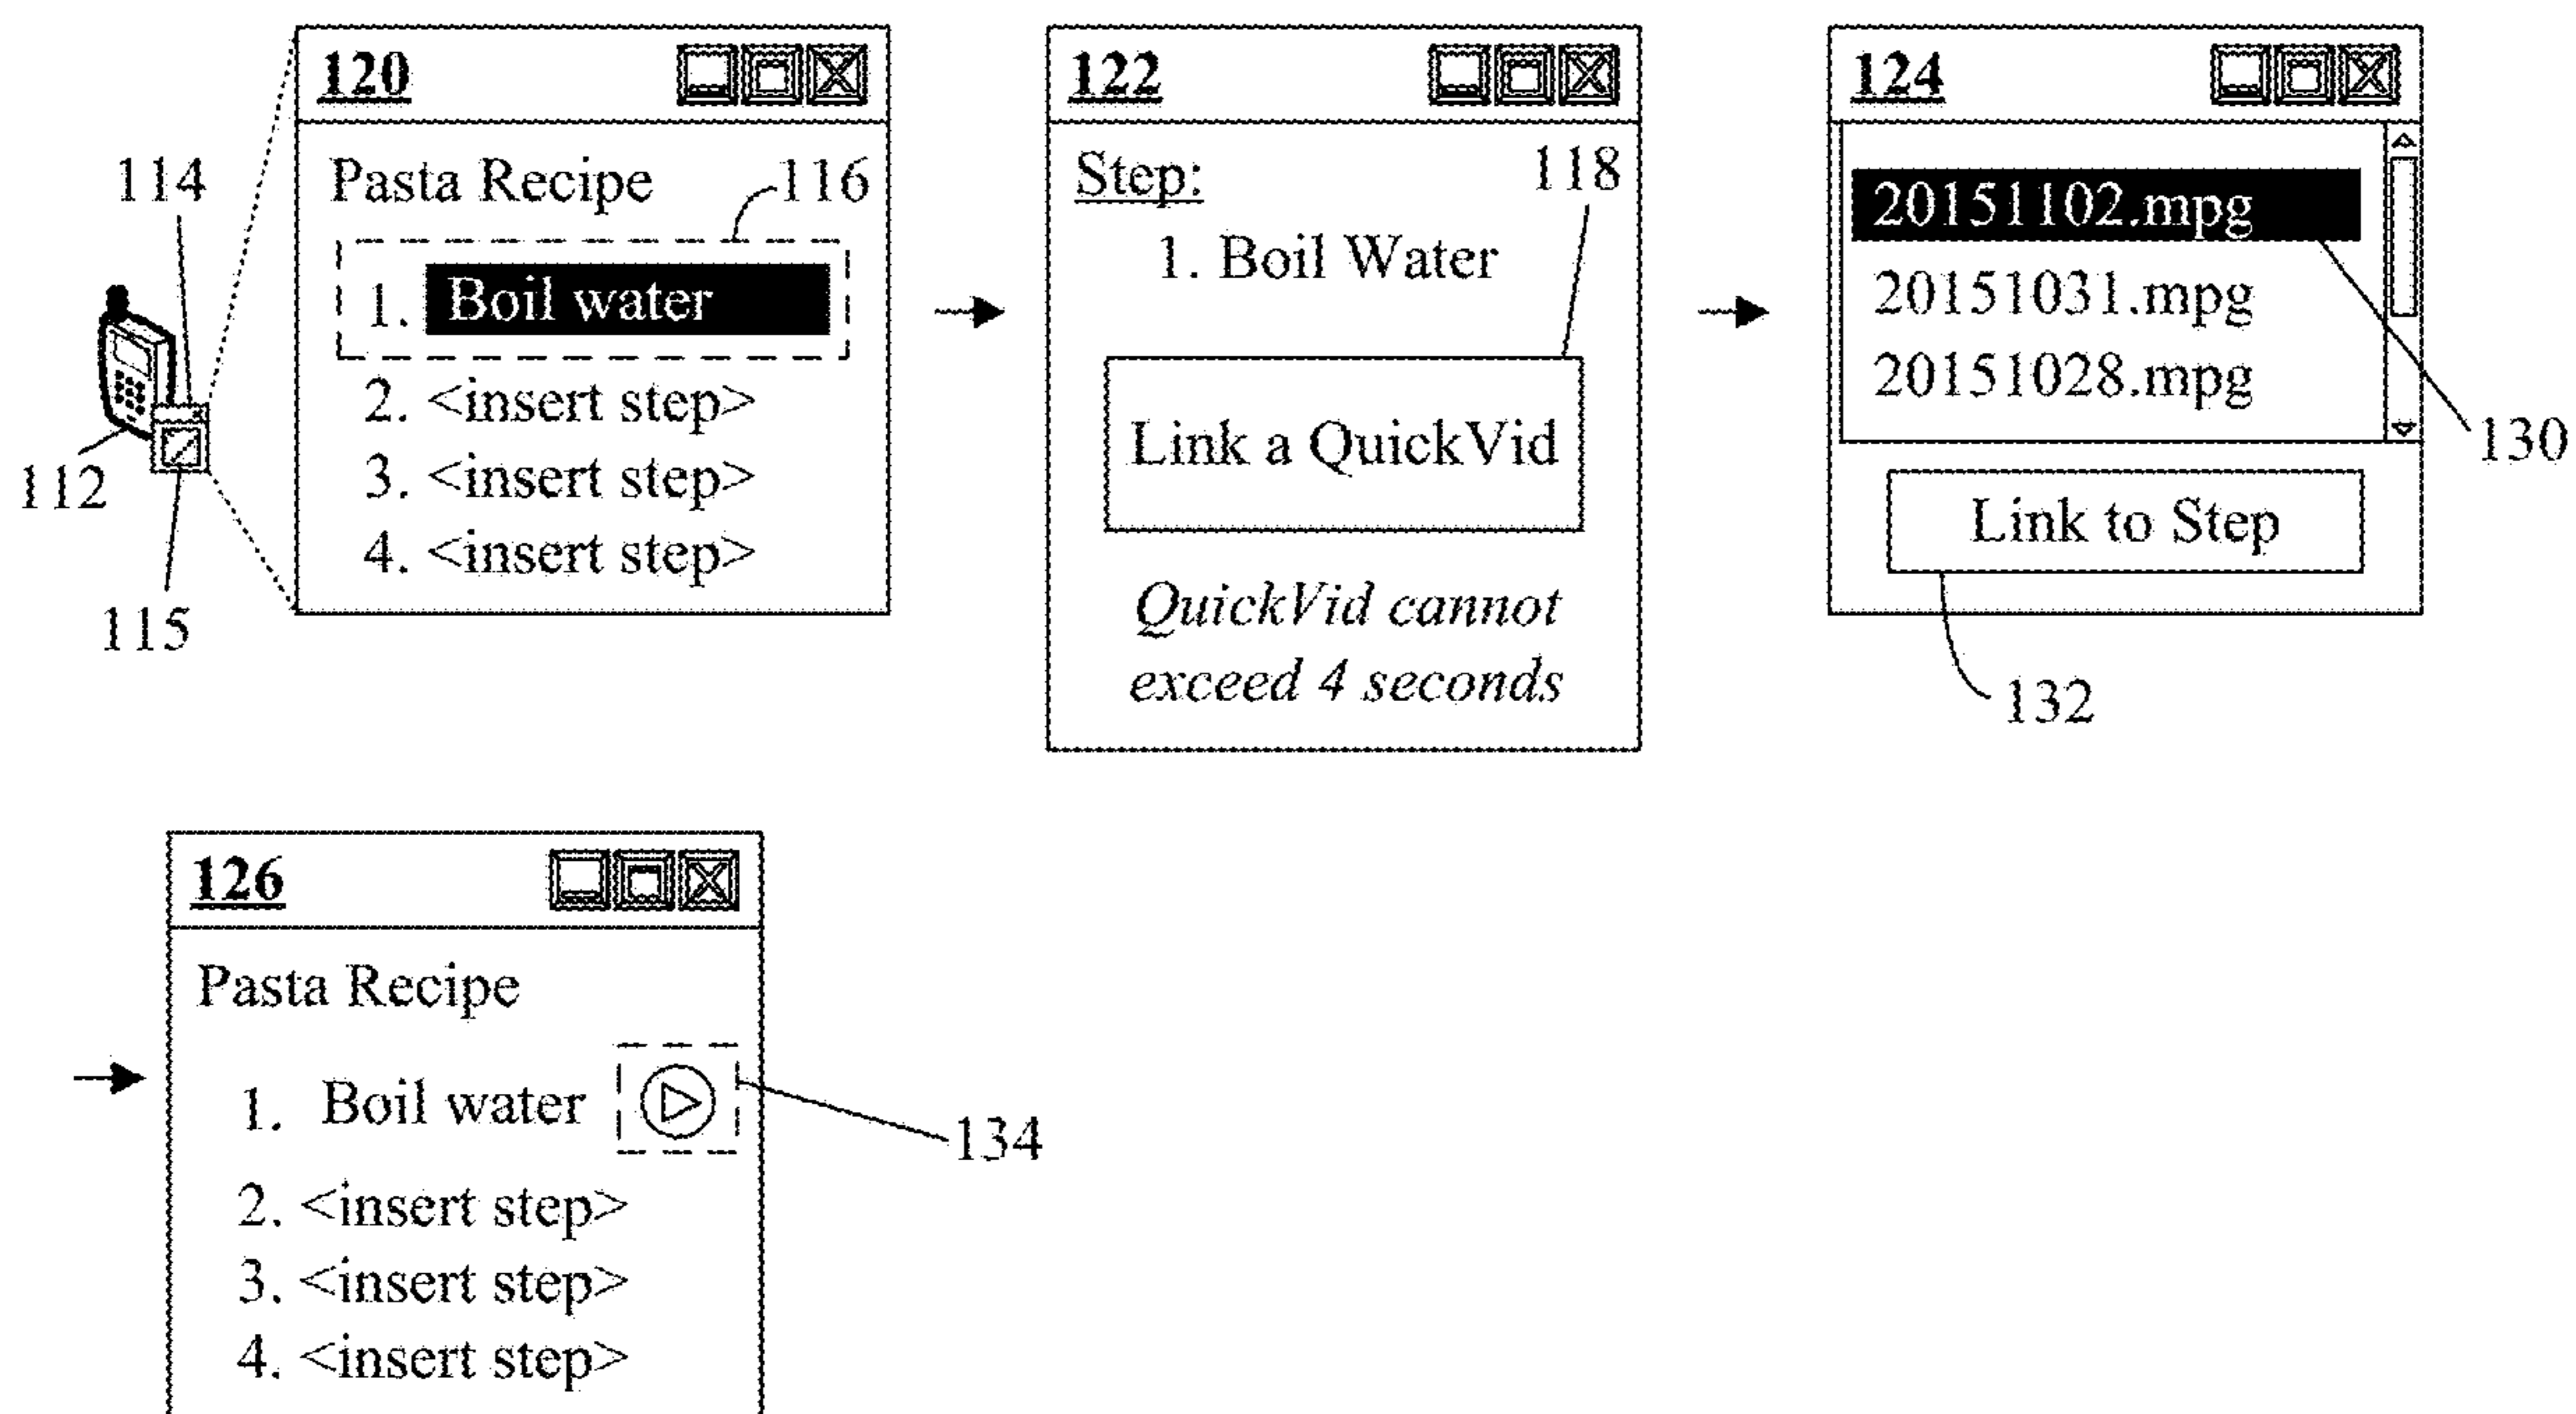 120
Pasta Recipe
116
1. Boil water
2. <insert step>
3. <insert step>
4. <insert step>
114
112
115
122
Step:
118
1. Boil Water
Link a QuickVid
QuickVid cannot
exceed 4 seconds
124
20151102.mpg
20151031.mpg
20151028.mpg
130
Link to Step
132
126
Pasta Recipe
1. Boil water
134
2. <insert step>
3. <insert step>
4. <insert step>